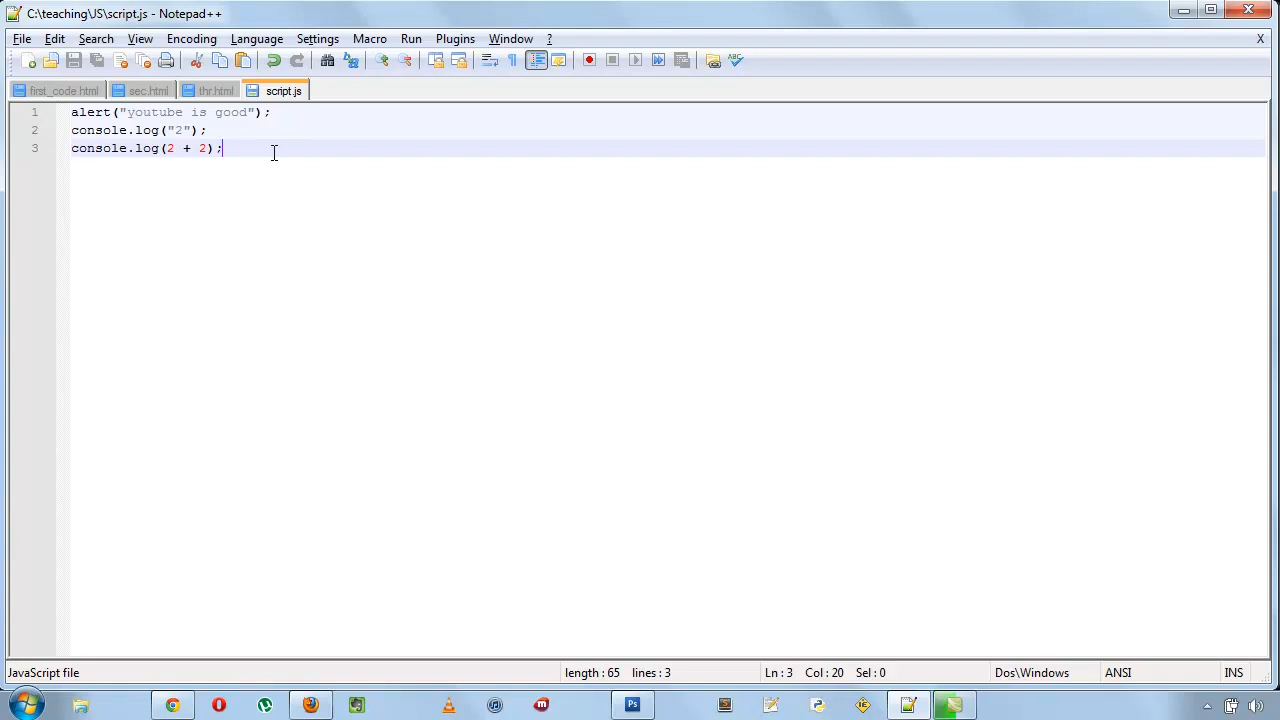 C:\teaching\JS\script.js - Notepad++
File Edit Search View Encoding Language Settings Macro Run Plugins Window ? X
first_code.html sec.html thr.html script.js
1 alert("youtube is good");
2 console.log("2");
3 console.log(2 + 2);
JavaScript file length : 65 lines : 3 Ln : 3 Col : 20 Sel : 0 Dos\Windows ANSI INS
Ps